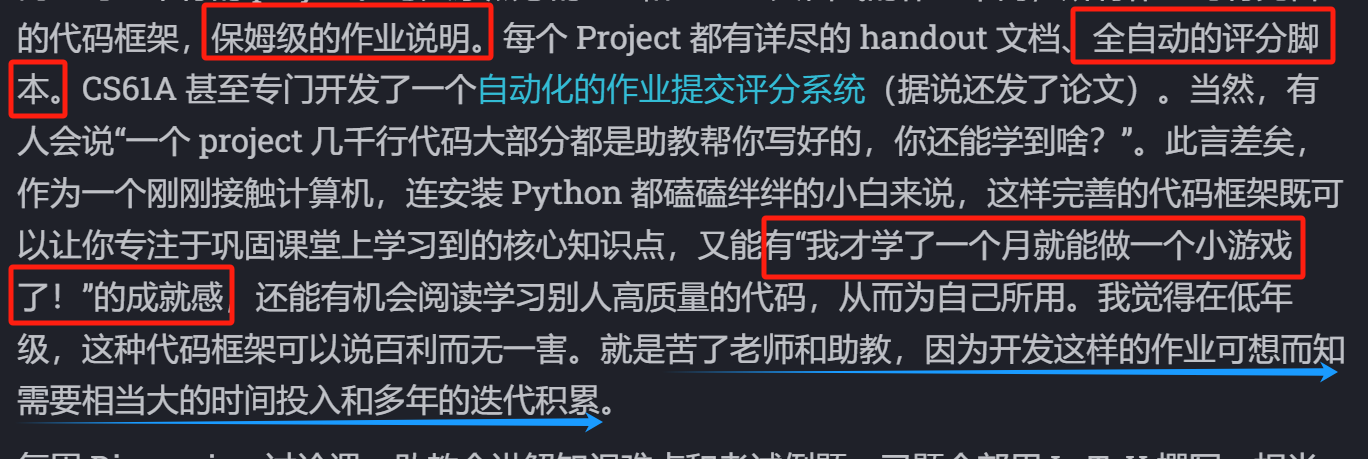 的代码框架，保姆级的作业说明。每个 Project 都有详尽的 handout 文档、全自动的评分脚
本。CS61A 甚至专门开发了一个自动化的作业提交评分系统（据说还发了论文）。当然，有
人会说“一个 project 几千行代码大部分都是助教帮你写好的，你还能学到啥？”。此言差矣，
作为一个刚刚接触计算机，连安装 Python 都磕磕绊绊的小白来说，这样完善的代码框架既可
以让你专注于巩固课堂上学习到的核心知识点，又能有“我才学了一个月就能做一个小游戏
了！”的成就感，还能有机会阅读学习别人高质量的代码，从而为自己所用。我觉得在低年
级，这种代码框架可以说百利而无一害。就是苦了老师和助教，因为开发这样的作业可想而知
需要相当大的时间投入和多年的迭代积累。